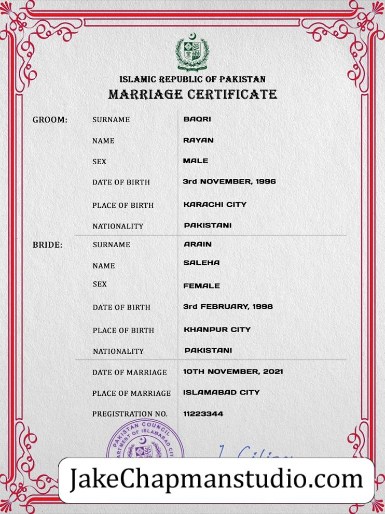 ISLAMIC REPUBLIC OF PAKISTAN
MARRIAGE CERTIFICATE
GROOM: SURNAME BAQRI
NAME RAYAN
SEX MALE
DATE OF BIRTH 3rd NOVEMBER, 1996
PLACE OF BIRTH KARACHI CITY
NATIONALITY PAKISTANI
BRIDE: SURNAME ARAIN
NAME SALEHA
SEX FEMALE
DATE OF BIRTH 3rd FEBRUARY, 1998
PLACE OF BIRTH KHANPUR CITY
NATIONALITY PAKISTANI
DATE OF MARRIAGE 10TH NOVEMBER, 2021
PLACE OF MARRIAGE ISLAMABAD CITY
PREGISTRATION NO. 11223344
PAKISTAN COUNCIL
OF ISLAMABAD
JakeChapmanstudio.com